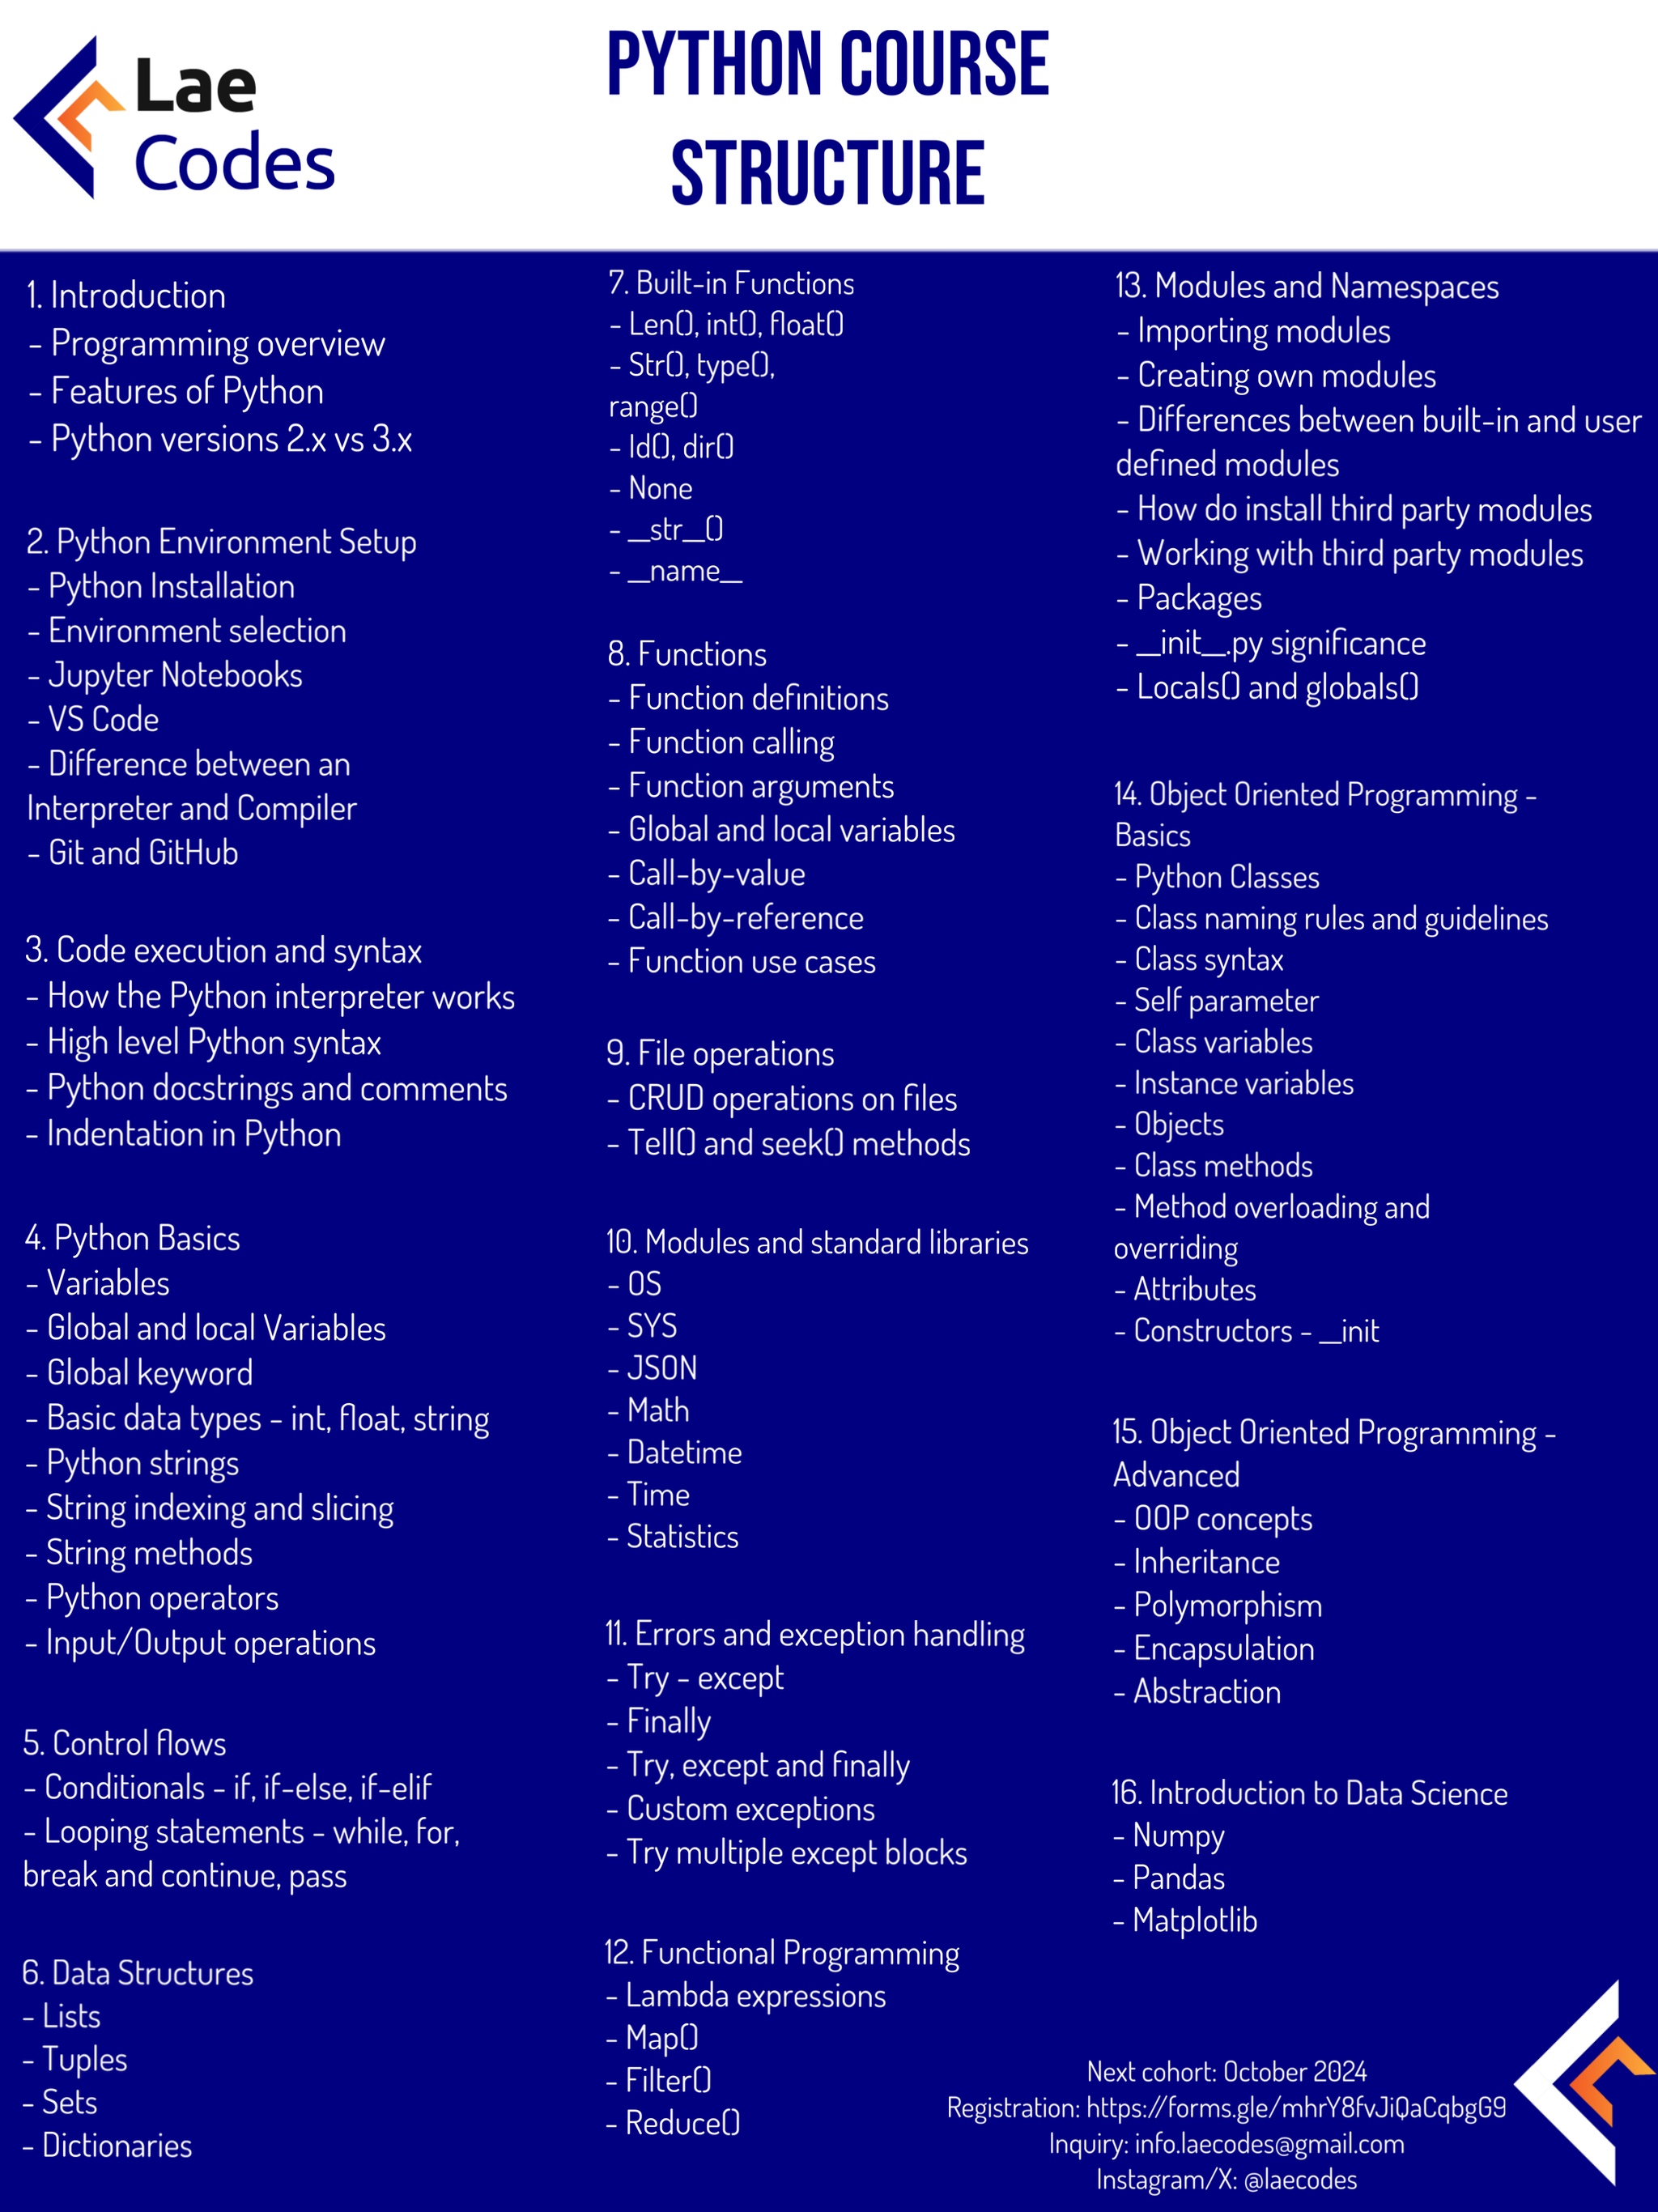 Lae
Codes
PYTHON COURSE
STRUCTURE
1. Introduction
- Programming overview
- Features of Python
- Python versions 2.x vs 3.x
2. Python Environment Setup
- Python Installation
- Environment selection
- Jupyter Notebooks
- VS Code
- Difference between an
Interpreter and Compiler
- Git and GitHub
3. Code execution and syntax
- How the Python interpreter works
- High level Python syntax
- Python docstrings and comments
- Indentation in Python
4. Python Basics
- Variables
- Global and local Variables
- Global keyword
- Basic data types - int, float, string
- Python strings
- String indexing and slicing
- String methods
- Python operators
- Input/Output operations
5. Control flows
- Conditionals - if, if-else, if-elif
- Looping statements - while, for,
break and continue, pass
6. Data Structures
- Lists
- Tuples
- Sets
- Dictionaries
7. Built-in Functions
- Len(), int(), float()
- Str(), type(),
range()
- Id(), dir()
- None
- __str__()
- __name__
8. Functions
- Function definitions
- Function calling
- Function arguments
- Global and local variables
- Call-by-value
- Call-by-reference
- Function use cases
9. File operations
- CRUD operations on files
- Tell() and seek() methods
10. Modules and standard libraries
- OS
- SYS
- JSON
- Math
- Datetime
- Time
- Statistics
11. Errors and exception handling
- Try - except
- Finally
- Try, except and finally
- Custom exceptions
- Try multiple except blocks
12. Functional Programming
- Lambda expressions
- Map()
- Filter()
- Reduce()
13. Modules and Namespaces
- Importing modules
- Creating own modules
- Differences between built-in and user
defined modules
- How do install third party modules
- Working with third party modules
- Packages
- __init__.py significance
- Locals() and globals()
14. Object Oriented Programming -
Basics
- Python Classes
- Class naming rules and guidelines
- Class syntax
- Self parameter
- Class variables
- Instance variables
- Objects
- Class methods
- Method overloading and
overriding
- Attributes
- Constructors - __init
15. Object Oriented Programming -
Advanced
- OOP concepts
- Inheritance
- Polymorphism
- Encapsulation
- Abstraction
16. Introduction to Data Science
- Numpy
- Pandas
- Matplotlib
Next cohort: October 2024
Registration: https://forms.gle/mhrY8fvJiQaCqbgG9
Inquiry: info.laecodes@gmail.com
Instagram/X: @laecodes